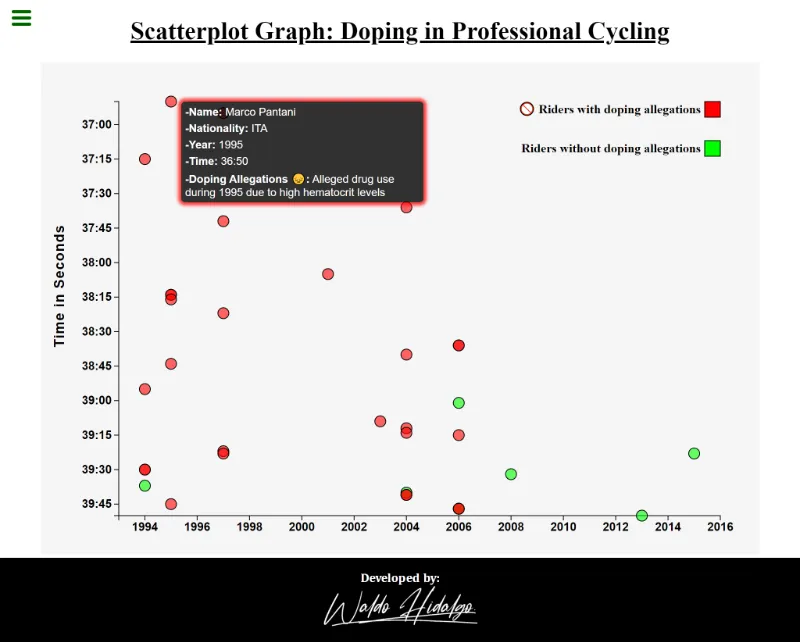 Scatterplot Graph: Doping in Professional Cycling
-Name: Marco Pantani
-Nationality: ITA
-Year: 1995
-Time: 36:50
-Doping Allegations 😞: Alleged drug use
during 1995 due to high hematocrit levels
Riders with doping allegations
Riders without doping allegations
Time in Seconds
37:00
37:15
37:30
37:45
38:00
38:15
38:30
38:45
39:00
39:15
39:30
39:45
1994 1996 1998 2000 2002 2004 2006 2008 2010 2012 2014 2016
Developed by:
Waldo Hidalgo